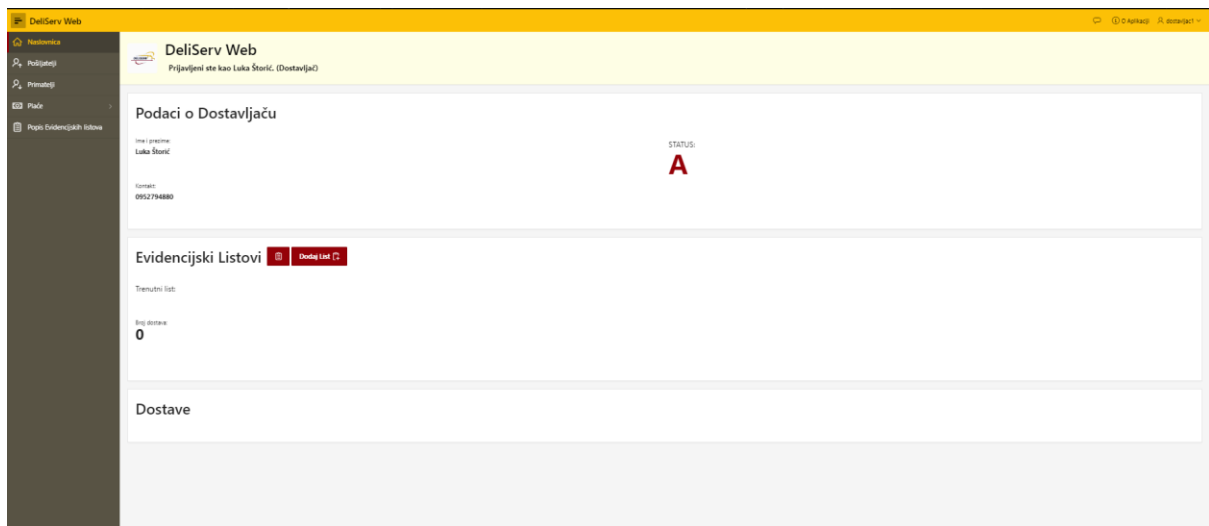 DeliServ Web
O Aplikaciji dostavljac1
Naslovnica
Pošiljatelji
Primatelji
Plaće
Popis Evidencijskih listova
DeliServ Web
Prijavljeni ste kao Luka Štorić. (Dostavljač)
Podaci o Dostavljaču
Ime i prezime:
Luka Štorić
STATUS:
A
Kontakt:
0952794880
Evidencijski Listovi Dodaj List
Trenutni list:
Broj dostava:
0
Dostave